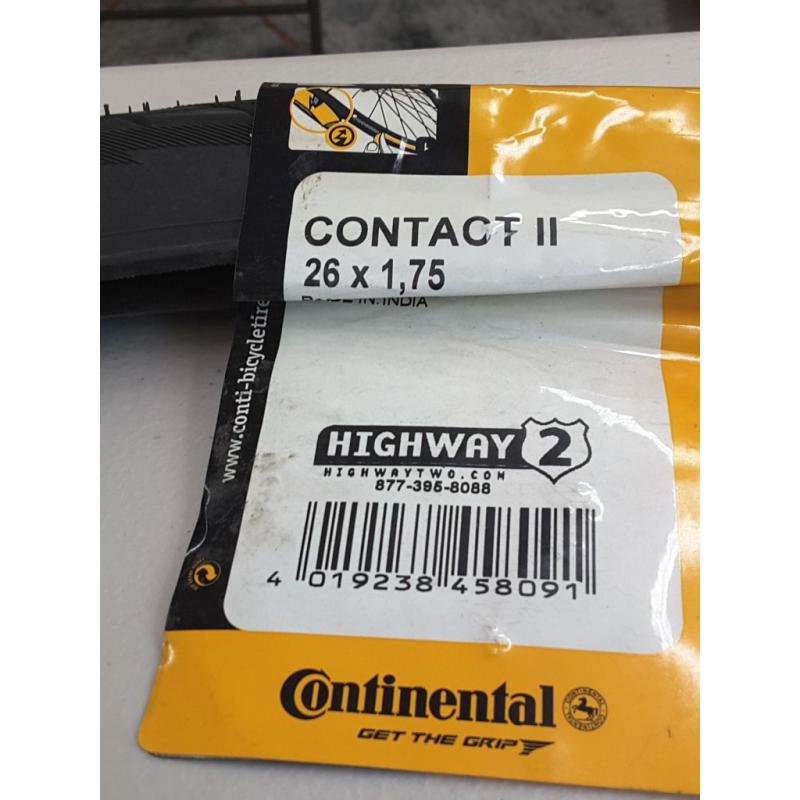 CONTACT II
26 x 1,75
IN:INDIA
www.conti-bicycletire
HIGHWAY 2
HIGHWAYTWO.COM
877-395-8088
4 019238 458091
Continental
GET THE GRIP